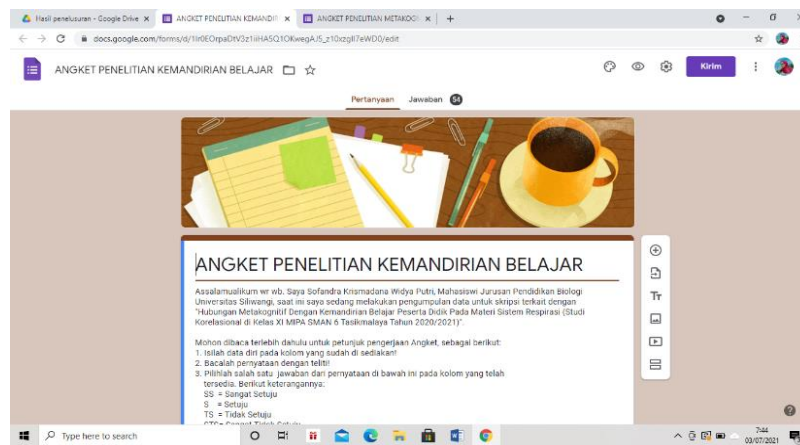 Hasil penelusuran - Google Drive
ANGKET PENELITIAN KEMANDIR
ANGKET PENELITIAN METAKOG
docs.google.com/forms/d/
/edit
ANGKET PENELITIAN KEMANDIRIAN BELAJAR
Kirim
Pertanyaan Jawaban 54
ANGKET PENELITIAN KEMANDIRIAN BELAJAR
Assalamualikum wr wb. Saya Sofandra Krismadana Widya Putri, Mahasiswi Jurusan Pendidikan Biologi
Universitas Siliwangi, saat ini saya sedang melakukan pengumpulan data untuk skripsi terkait dengan
"Hubungan Metakognitif Dengan Kemandirian Belajar Peserta Didik Pada Materi Sistem Respirasi (Studi
Korelasional di Kelas XI MIPA SMAN 6 Tasikmalaya Tahun 2020/2021)".
Mohon dibaca terlebih dahulu untuk petunjuk pengerjaan Angket, sebagai berikut:
1. Isilah data diri pada kolom yang sudah di sediakan!
2. Bacalah pernyataan dengan teliti!
3. Pilihlah salah satu jawaban dari pernyataan di bawah ini pada kolom yang telah
tersedia. Berikut keterangannya:
SS = Sangat Setuju
S = Setuju
TS = Tidak Setuju
STS= Sangat Tidak Setuju
Tт
Type here to search
7:44
03/07/2021